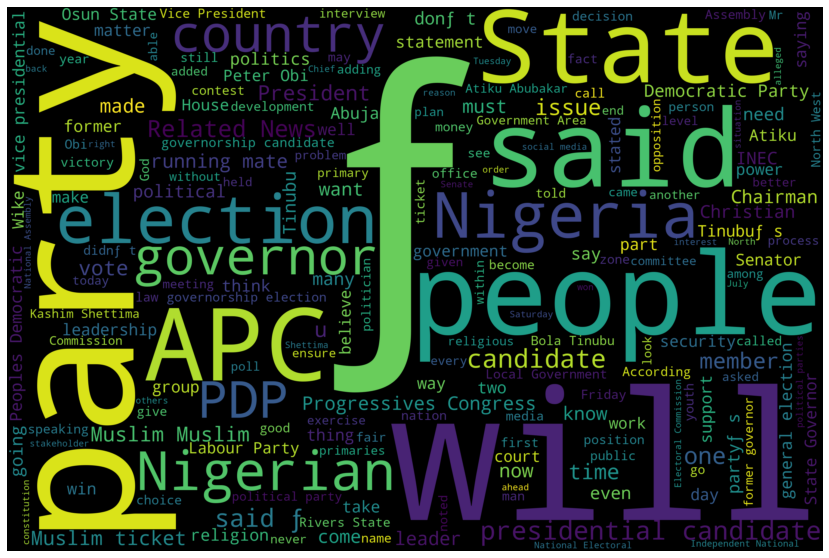 Osun State
Vice President
interview
donƒ t
move
decision
Assembly
Mr
country
State
saying
matter
done
year
still
may
able
politics
statement
Atiku Abubakar
fact
Tuesday
alleged
back
added
Chief
adding
Peter Obi
reason
call
end
person
made
contest
House
development
President
Abuja
must
plan
issue
Democratic Party
need
North West
former
Related News
well
money
Government Area
level
Atiku
Obi
right
governorship candidate
ƒ
social media
opposition
situation
victory
God
problem
see
said
INEC
power
better
Wike
vice presidential
party
running mate
stated
without
held
primary
office
Senate
order
make
political
want
ticket
told
came
another
Chairman
election
Tinubu
Nigeria
Christian
National Assembly
Tinubuƒ s
interest
North
process
didnƒ t
governor
government
part
vote
many
say
given
become
zone
committee
Senator
today
meeting
think
politician
within
among
July
law governorship election
people
Kashim Shettima
believe
won
leadership
APC
u
religious
Saturday
Bola Tinubu
security
called
Peoples Democratic
Commission
poll
Shettima
ensure
every
look
candidate
According
member
political parties
group
way
Local Government
asked
others
give
PDP
two
Friday
youth
Progressives Congress
will
support
Electoral Commission
speaking
stakeholder
exercise
good
nation
media
know
one
Muslim Muslim
thing
fair
position
work
partyƒ s
general election
State Governor
going
Labour Party
primaries
first
public
court
now
time
go
former governor
constitution
win
choice
Nigerian
man
ahead
even
day
political party
take
noted
said ƒ
leader
presidential candidate
Muslim ticket
religion
never
Rivers State
come
name
National Electoral
Independent National